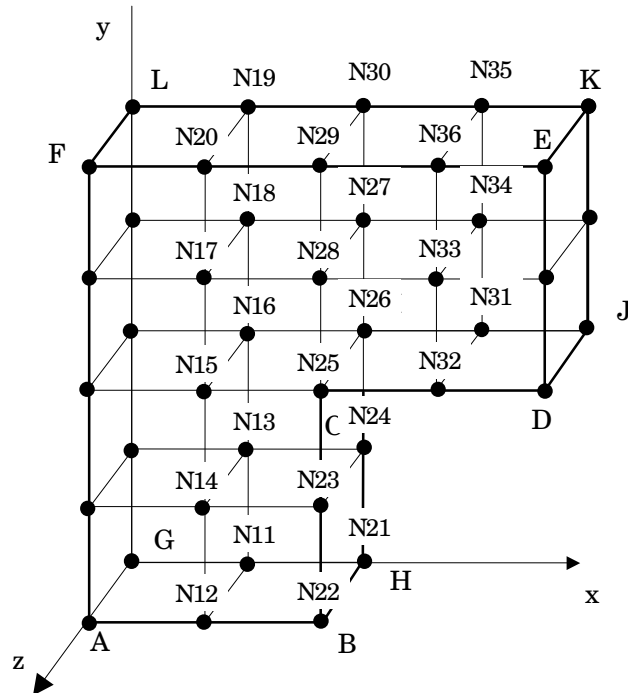 y
L N19 N30 N35 K
F N20 N29 N36 E
N18 N27 N34
N17 N28 N33
N16 N26 N31 J
N15 N25 N32
C N24 D
N13
N14 N23
G N11 N21
N12 N22 H x
A B
z